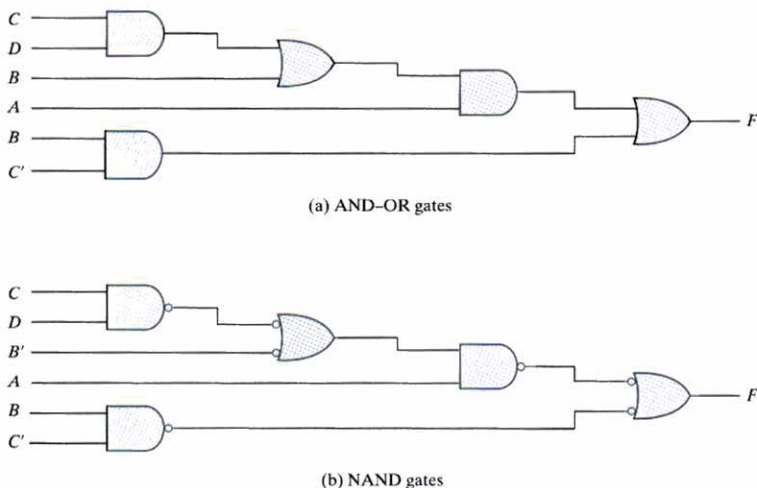 C
D
B
A
B
C'
F
(a) AND–OR gates
C
D
B'
A
B
C'
F
(b) NAND gates